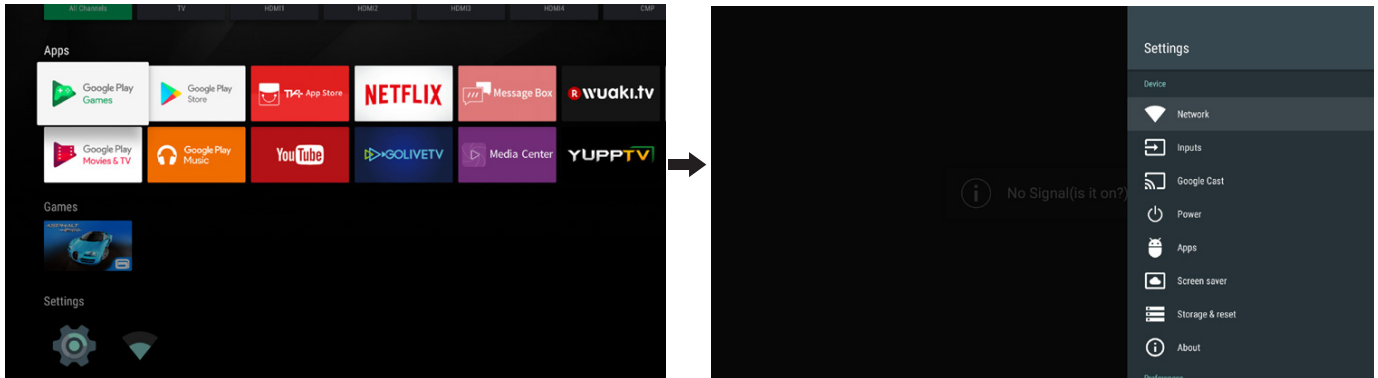 All Channels TV HDMI1 HDMI2 HDMI3 HDMI4 CMP
Apps
Google Play Games
Google Play Store
App Store
NETFLIX
Message Box
wuaki.tv
Google Play Movies & TV
Google Play Music
YouTube
GOLIVETV
Media Center
YUPPTV
Games
ASPHALT
Settings
No Signal(is it on?)
Settings
Device
Network
Inputs
Google Cast
Power
Apps
Screen saver
Storage & reset
About
Preferences